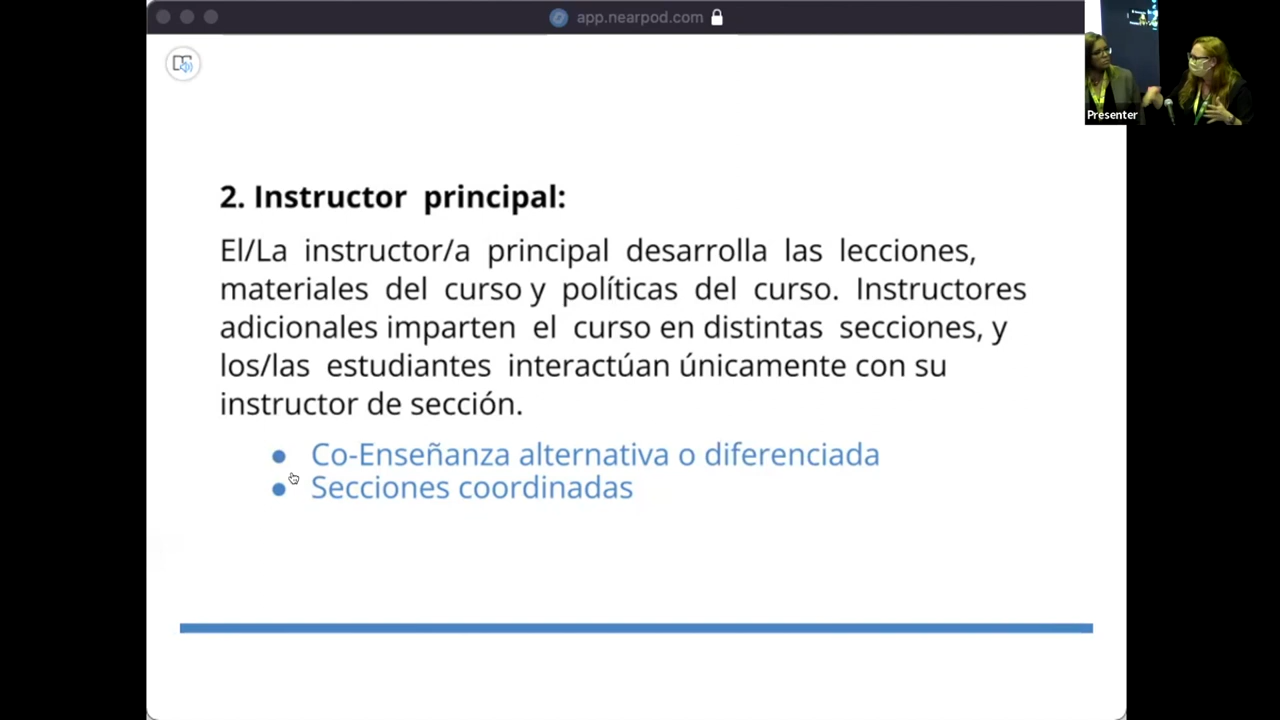 app.nearpod.com
Presenter
2. Instructor principal:
El/La instructor/a principal desarrolla las lecciones,
materiales del curso y políticas del curso. Instructores
adicionales imparten el curso en distintas secciones, y
los/las estudiantes interactúan únicamente con su
instructor de sección.
● Co-Enseñanza alternativa o diferenciada
● Secciones coordinadas